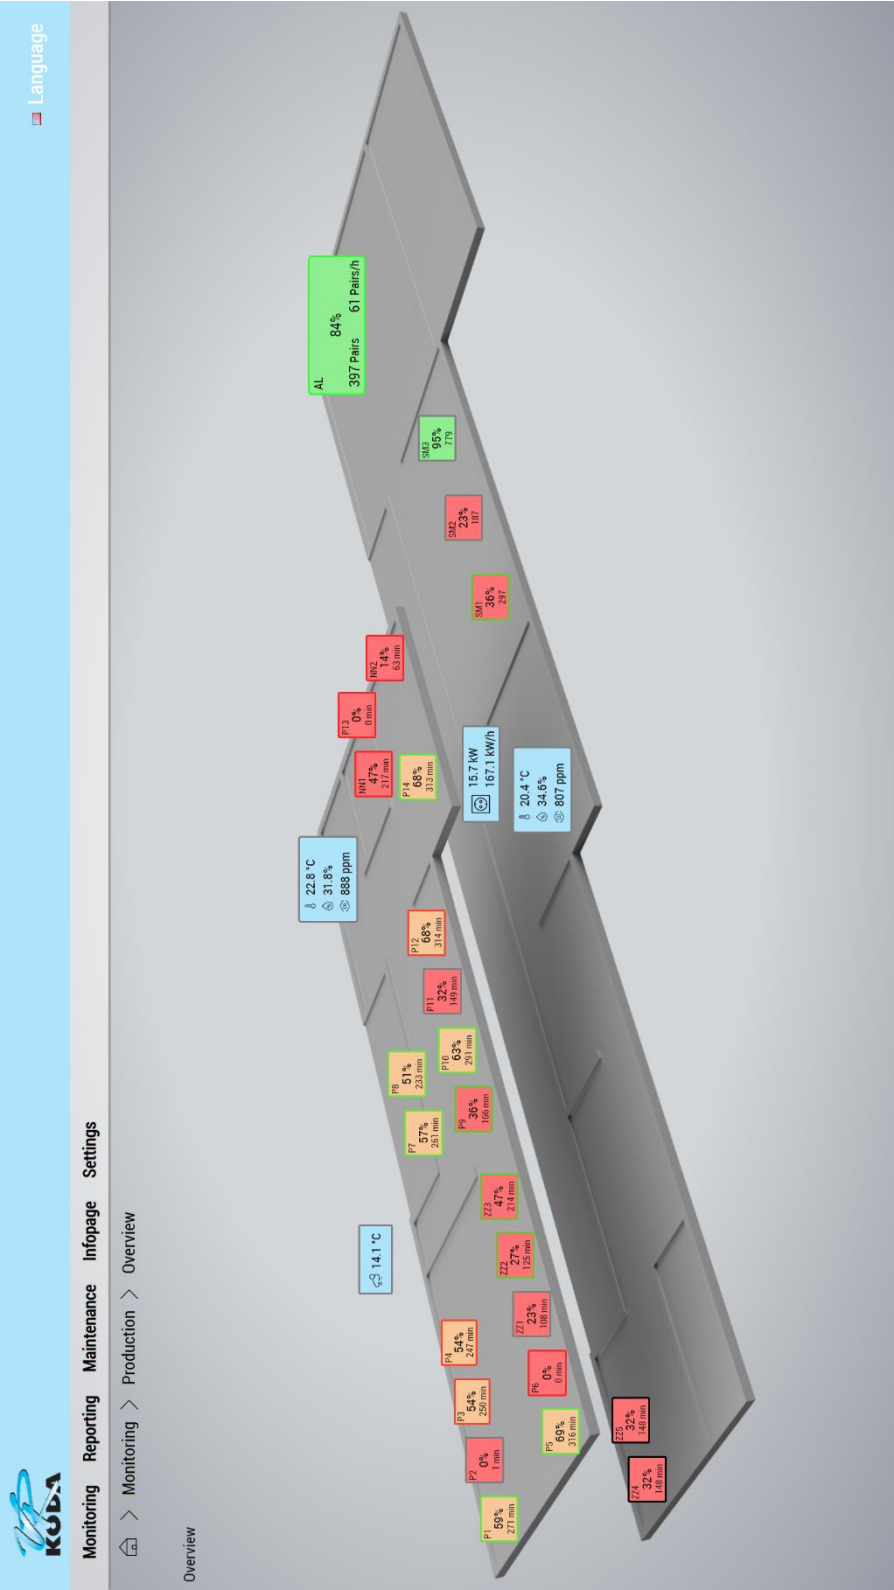 KOДA
Language
Monitoring Reporting Maintenance Infopage Settings
> Monitoring > Production > Overview
Overview
P1
59%
271 min
P2
0%
1 min
P3
54%
250 min
P4
54%
247 min
14.1 °C
P5
69%
316 min
P6
0%
0 min
ZZ1
23%
108 min
ZZ2
27%
125 min
ZZ3
47%
214 min
P7
57%
261 min
P8
51%
233 min
P9
36%
166 min
P10
63%
291 min
P11
32%
149 min
P12
68%
314 min
22.8 °C
31.8%
888 ppm
NN1
47%
217 min
P13
0%
0 min
NN2
14%
63 min
P14
68%
313 min
15.7 kW
167.1 kW/h
20.4 °C
34.6%
807 ppm
SM1
36%
297
SM2
23%
187
SM3
95%
779
AL
84%
397 Pairs 61 Pairs/h
ZZ4
32%
148 min
ZZ5
32%
148 min